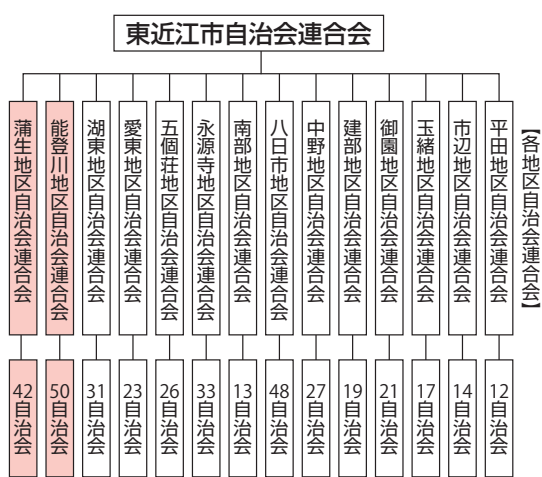 東近江市自治会連合会
【各地区自治会連合会】
平田地区自治会連合会
市辺地区自治会連合会
玉緒地区自治会連合会
御園地区自治会連合会
建部地区自治会連合会
中野地区自治会連合会
八日市地区自治会連合会
南部地区自治会連合会
永源寺地区自治会連合会
五個荘地区自治会連合会
愛東地区自治会連合会
湖東地区自治会連合会
能登川地区自治会連合会
蒲生地区自治会連合会
12自治会
14自治会
17自治会
21自治会
19自治会
27自治会
48自治会
13自治会
33自治会
26自治会
23自治会
31自治会
50自治会
42自治会